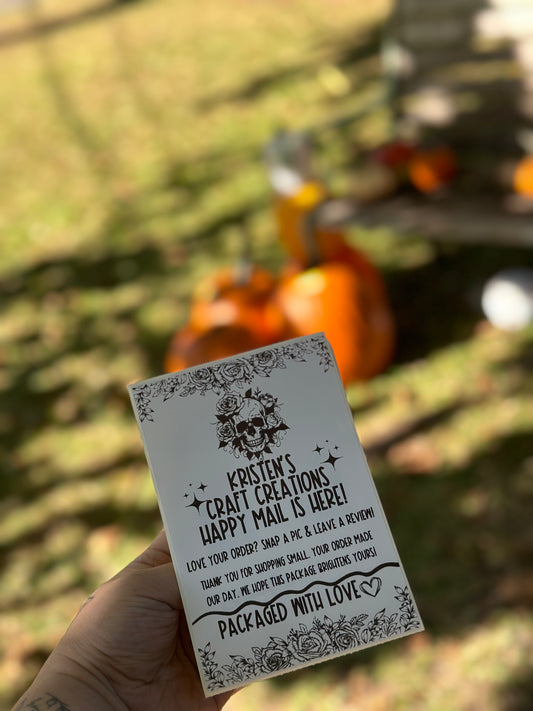 KRISTEN'S
CRAFT CREATIONS
HAPPY MAIL IS HERE!
LOVE YOUR ORDER? SNAP A PIC & LEAVE A REVIEW!
THANK YOU FOR SHOPPING SMALL. YOUR ORDER MADE
OUR DAY. WE HOPE THIS PACKAGE BRIGHTENS YOURS!
PACKAGED WITH LOVE